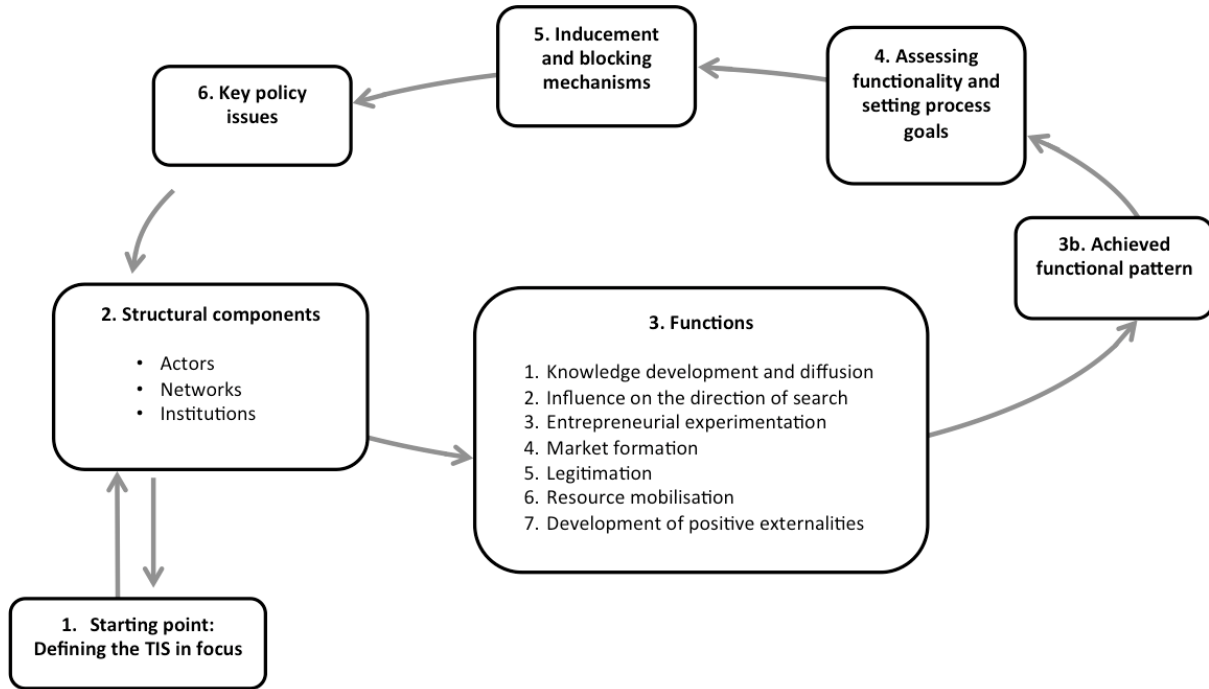 1. Starting point:
Defining the TIS in focus
2. Structural components
• Actors
• Networks
• Institutions
3. Functions
1. Knowledge development and diffusion
2. Influence on the direction of search
3. Entrepreneurial experimentation
4. Market formation
5. Legitimation
6. Resource mobilisation
7. Development of positive externalities
3b. Achieved
functional pattern
4. Assessing
functionality and
setting process
goals
5. Inducement
and blocking
mechanisms
6. Key policy
issues